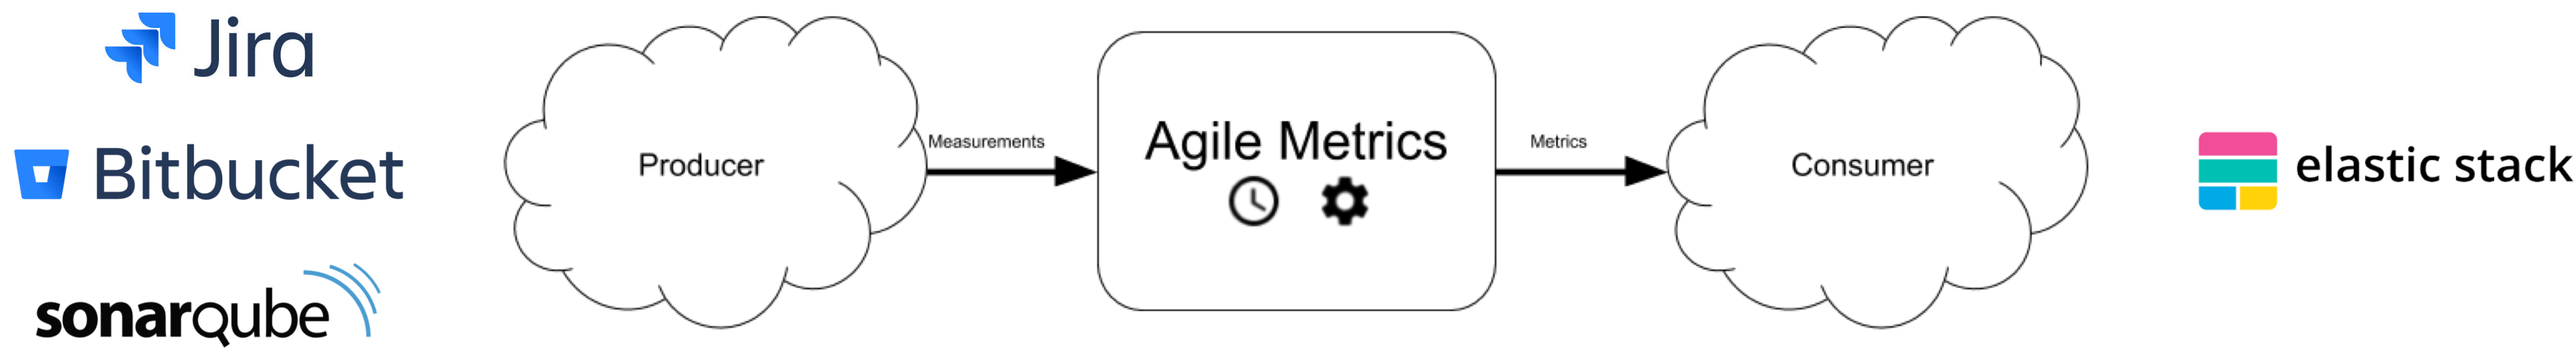 Jira
Bitbucket
sonarqube
Producer
Measurements
Agile Metrics
Metrics
Consumer
elastic stack